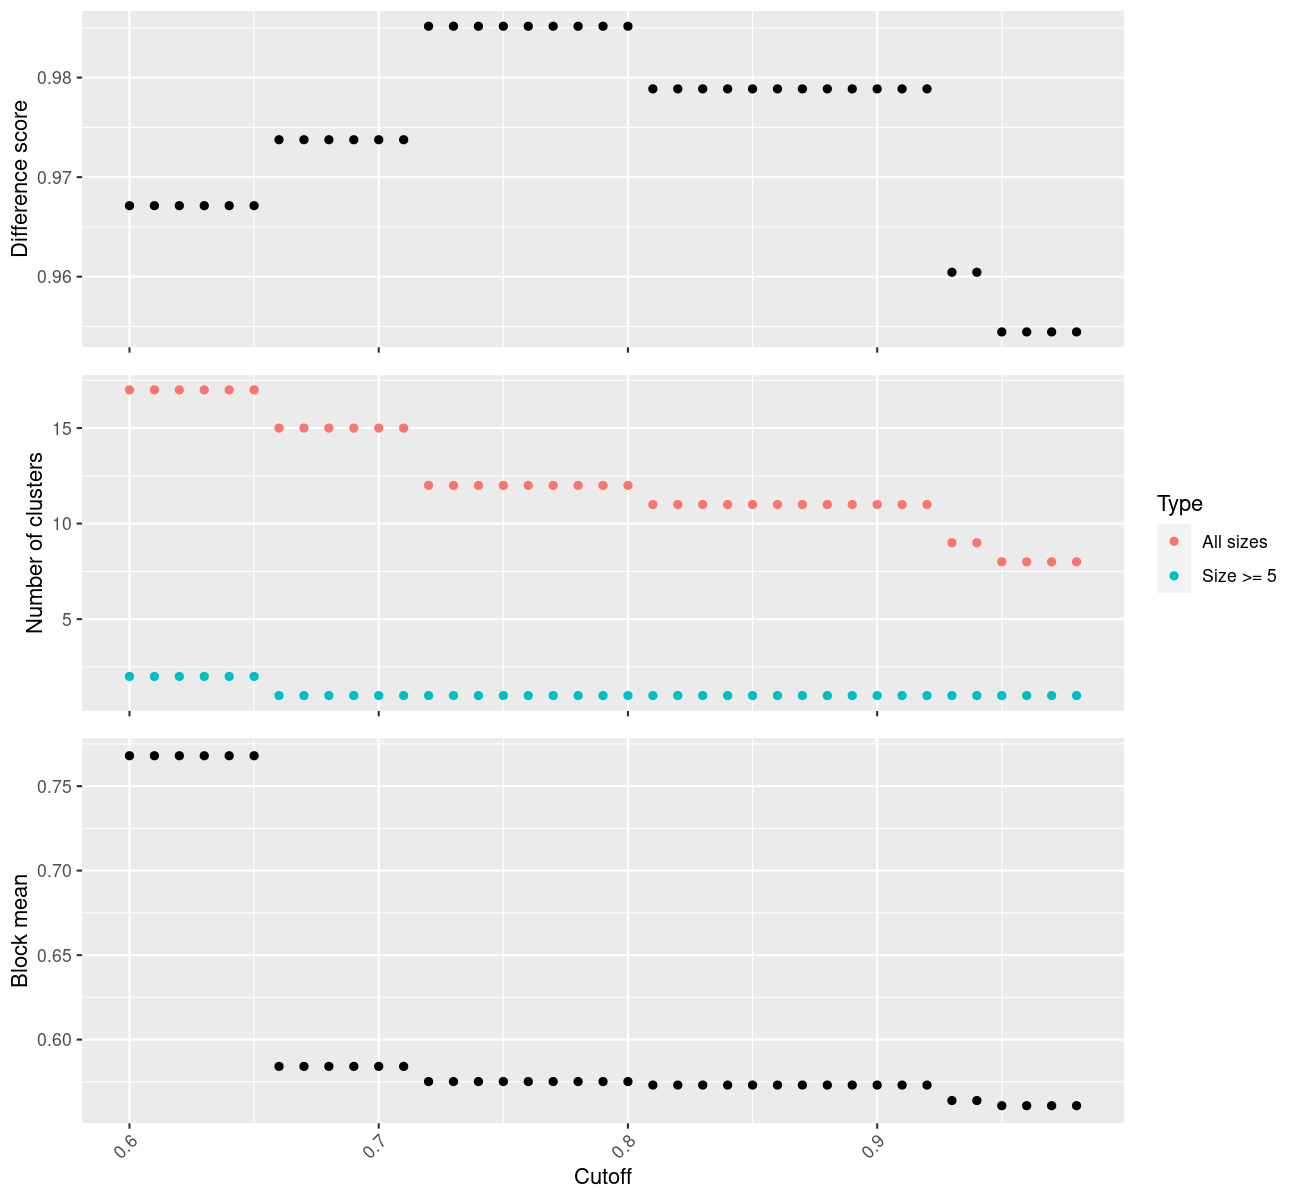 Difference score
0.98
0.97
0.96
Number of clusters
15
10
5
Type
All sizes
Size >= 5
Block mean
0.75
0.70
0.65
0.60
0.6
0.7
0.8
0.9
Cutoff